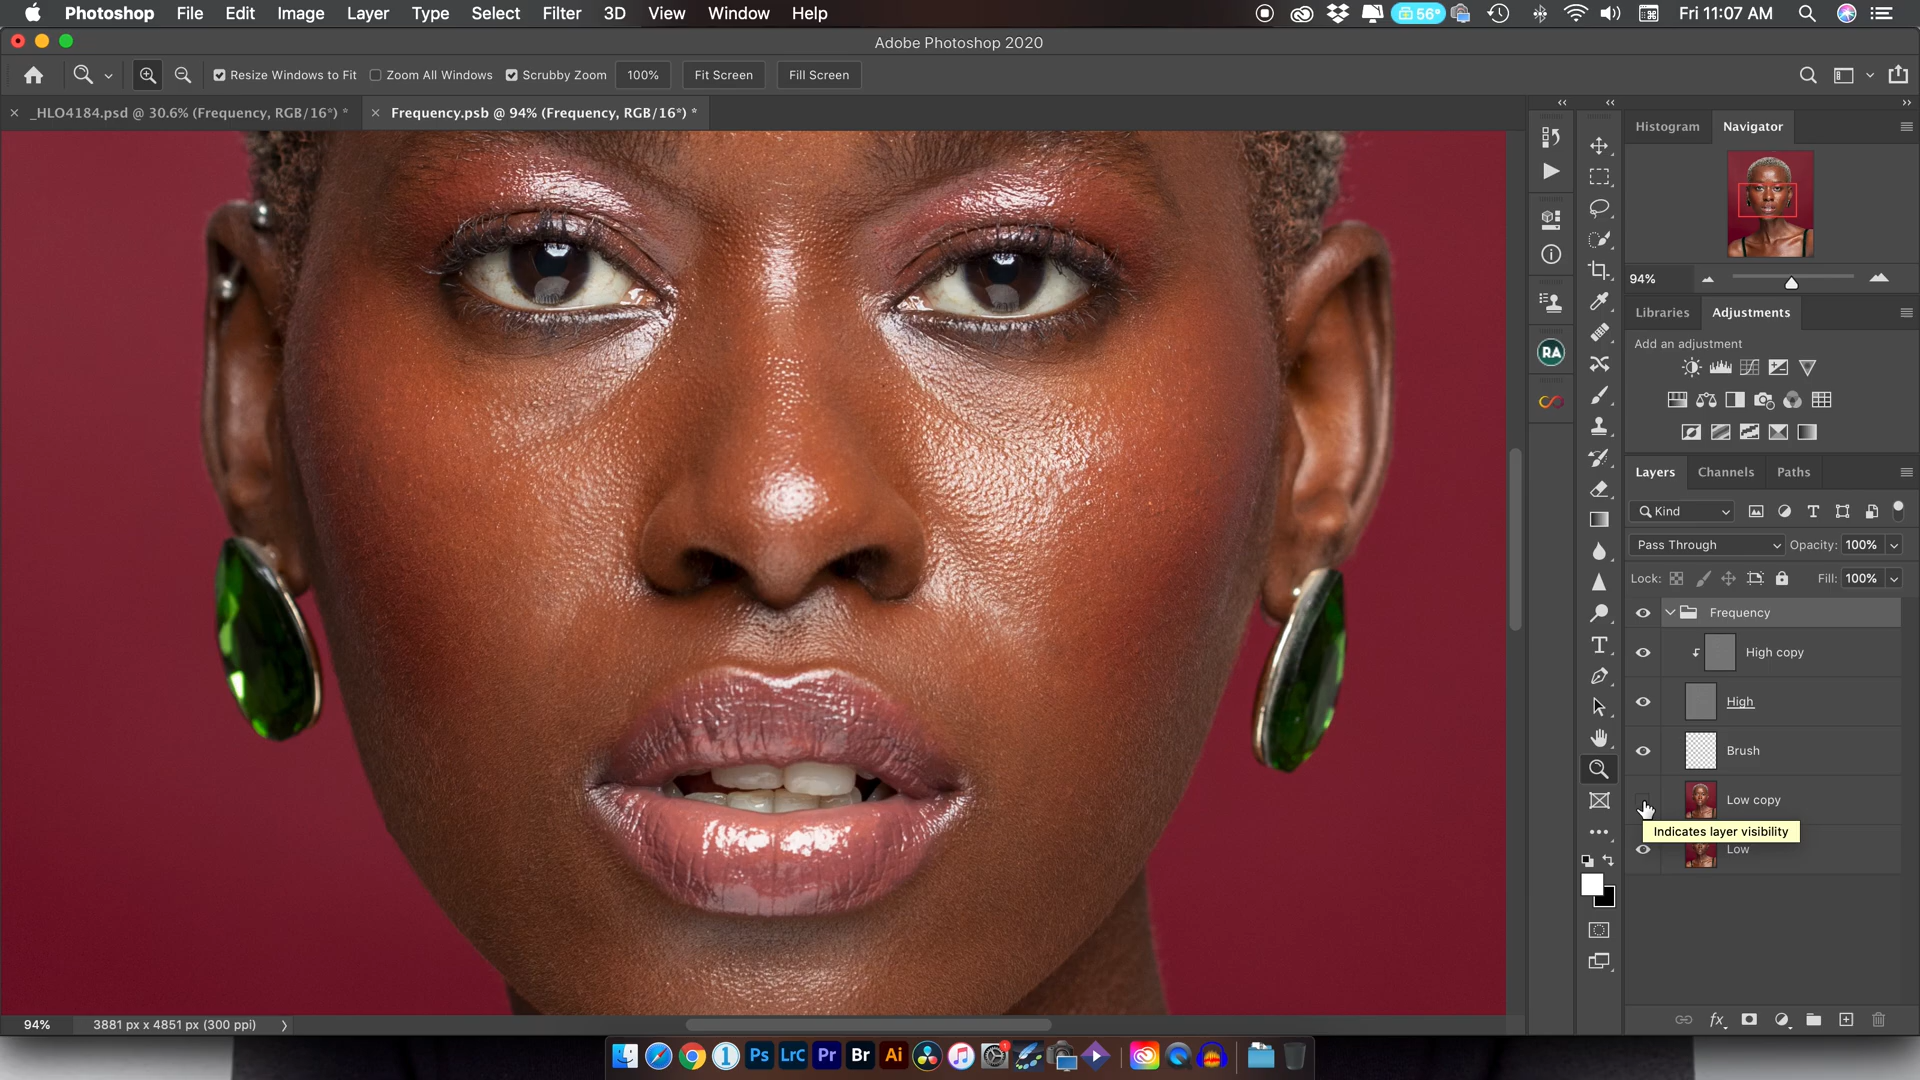 Photoshop File Edit Image Layer Type Select Filter 3D View Window Help 56° Fri 11:07 AM
Adobe Photoshop 2020
Resize Windows to Fit Zoom All Windows Scrubby Zoom 100% Fit Screen Fill Screen
× _HLO4184.psd @ 30.6% (Frequency, RGB/16*) * × Frequency.psb @ 94% (Frequency, RGB/16*) *
Histogram Navigator
94%
Libraries Adjustments
Add an adjustment
RA
Layers Channels Paths
Kind
Pass Through Opacity: 100%
Lock: Fill: 100%
Frequency
High copy
High
Brush
Low copy
Indicates layer visibility
Low
fx
94% 3881 px x 4851 px (300 ppi)
1 Ps LrC Pr Br Ai 1